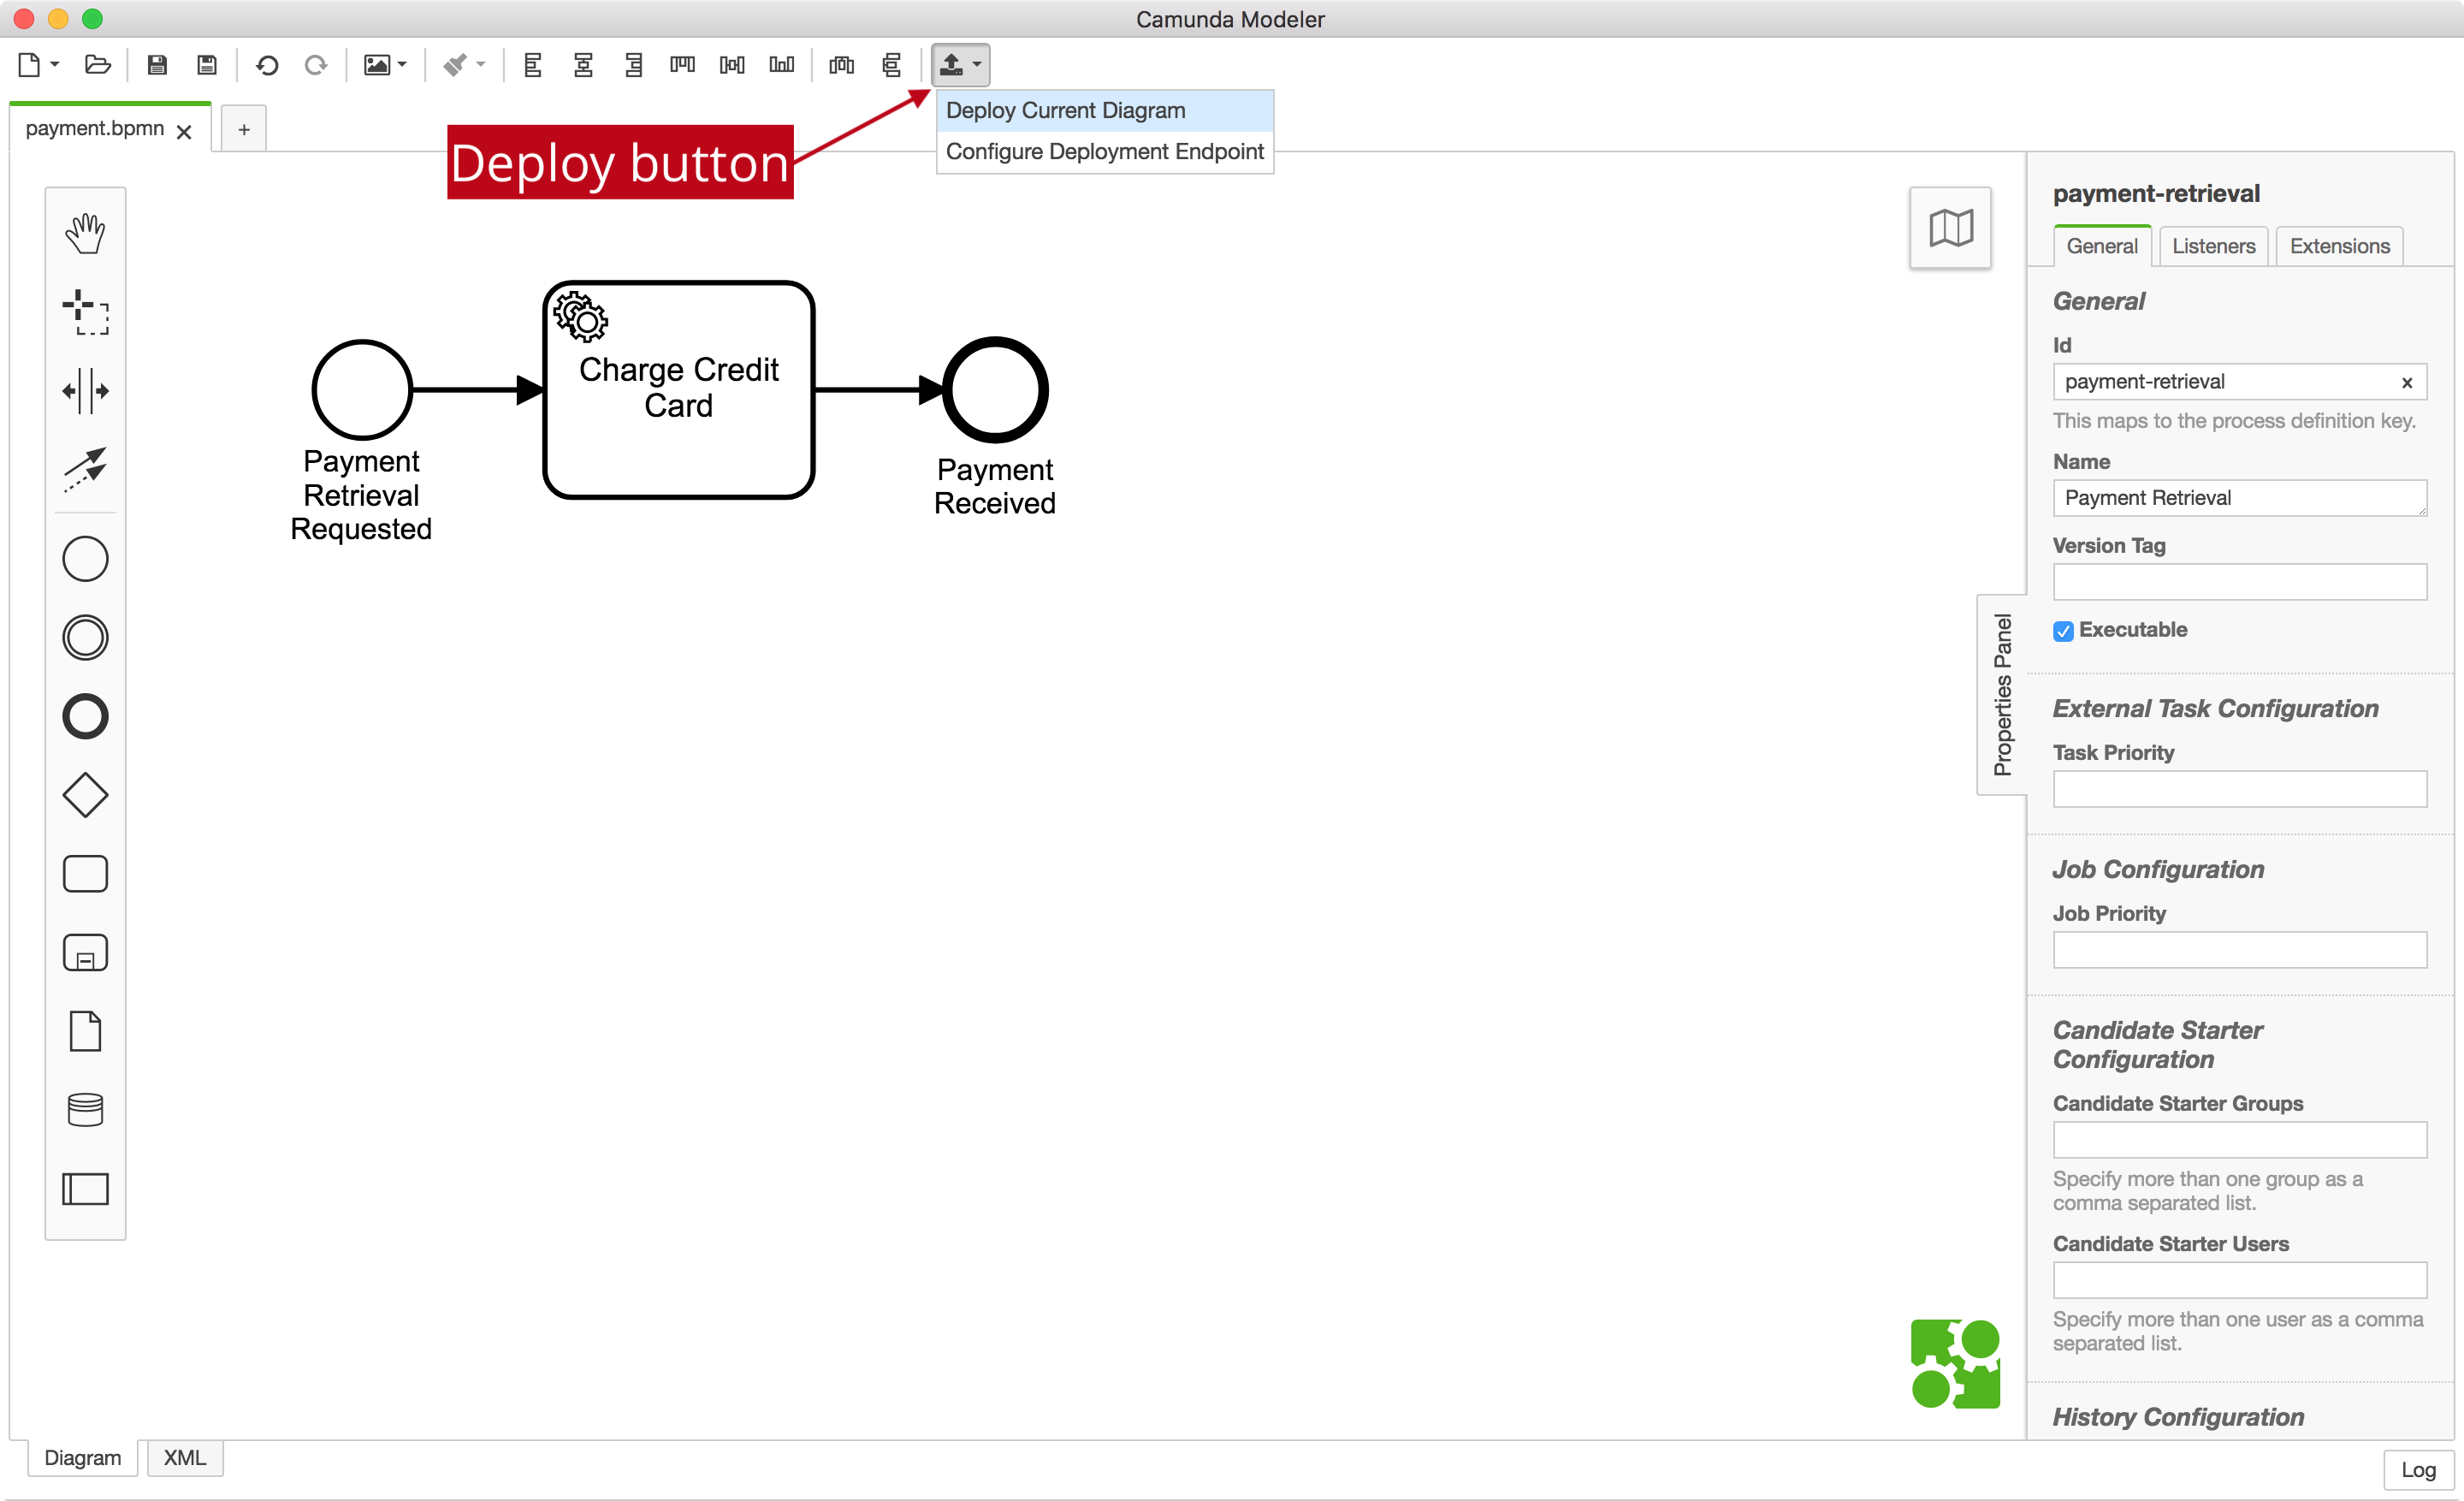 Camunda Modeler
payment.bpmn
+
Deploy button
Deploy Current Diagram
Configure Deployment Endpoint
Payment
Retrieval
Requested
Charge Credit
Card
Payment
Received
Properties Panel
payment-retrieval
General
Listeners
Extensions
General
Id
payment-retrieval
This maps to the process definition key.
Name
Payment Retrieval
Version Tag
Executable
External Task Configuration
Task Priority
Job Configuration
Job Priority
Candidate Starter
Configuration
Candidate Starter Groups
Specify more than one group as a
comma separated list.
Candidate Starter Users
Specify more than one user as a comma
separated list.
History Configuration
Diagram
XML
Log